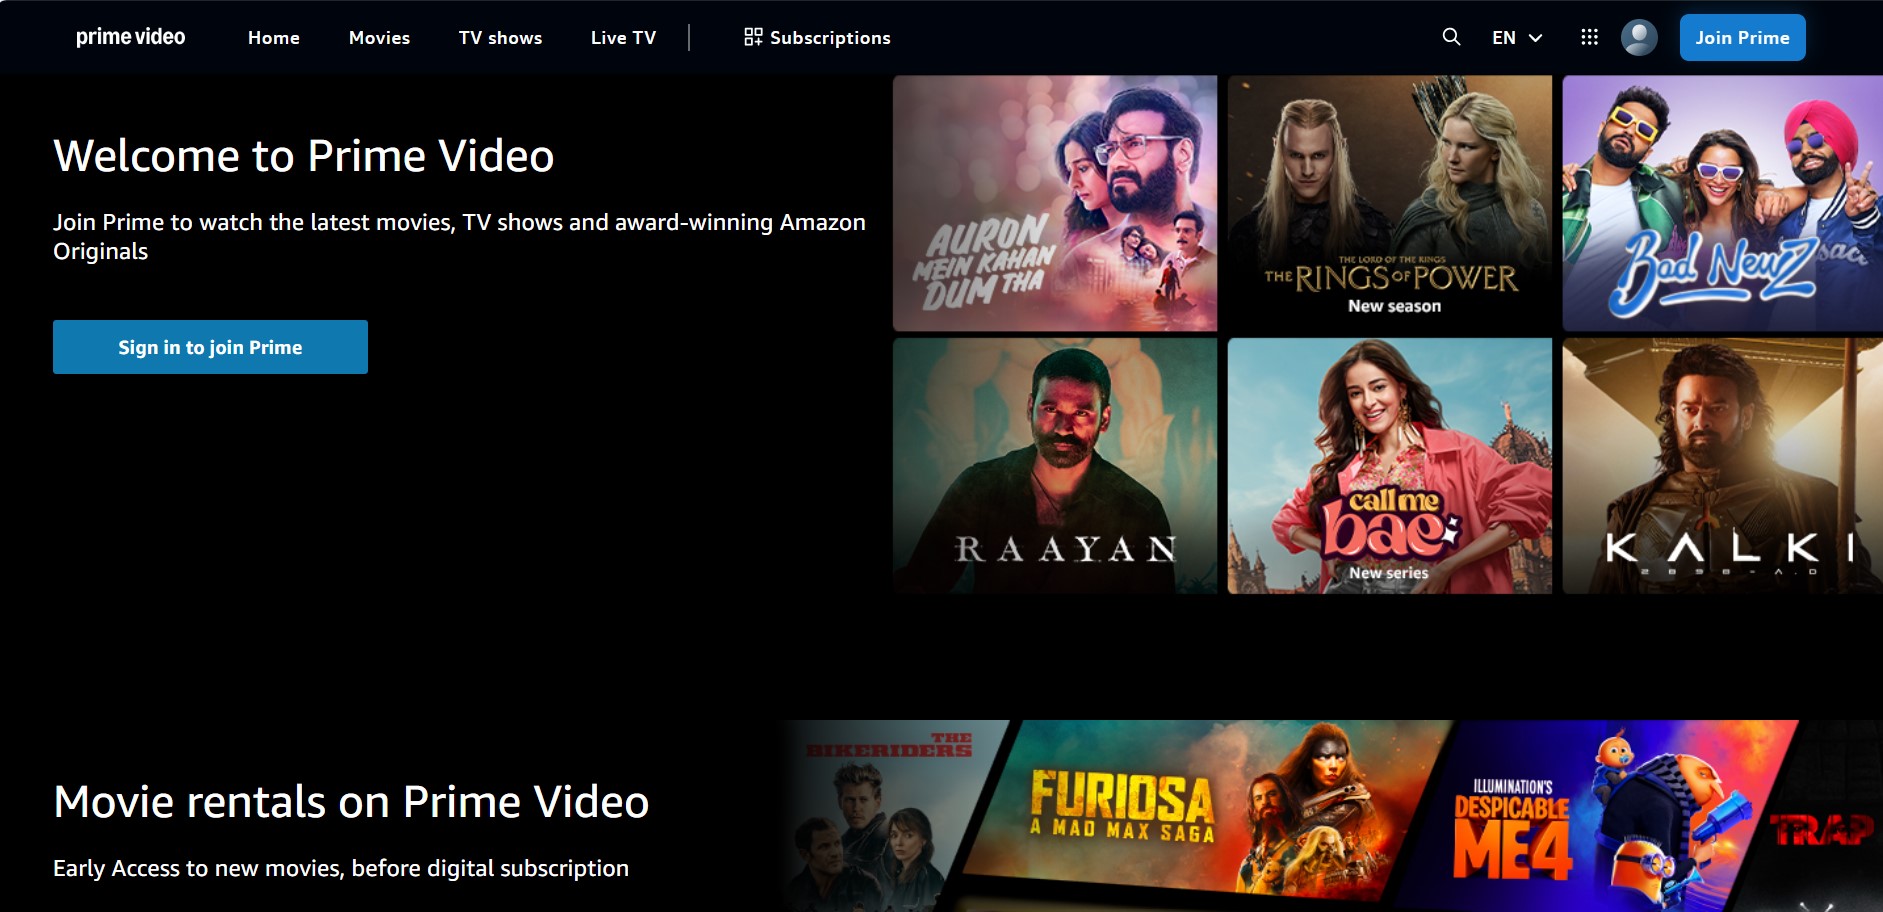 prime video
Home
Movies
TV shows
Live TV
Subscriptions
EN
Join Prime
Welcome to Prime Video
Join Prime to watch the latest movies, TV shows and award-winning Amazon
Originals
Sign in to join Prime
AURON
MEIN KAHAN
DUM THA
THE LORD OF THE RINGS
THE RINGS OF POWER
New season
Bad Newz
RAAYAN
call me
bae
New series
KALKI
2898-A.D
Movie rentals on Prime Video
Early Access to new movies, before digital subscription
THE
BIKERIDERS
FURIOSA
A MAD MAX SAGA
ILLUMINATION'S
DESPICABLE
ME4
TRAP